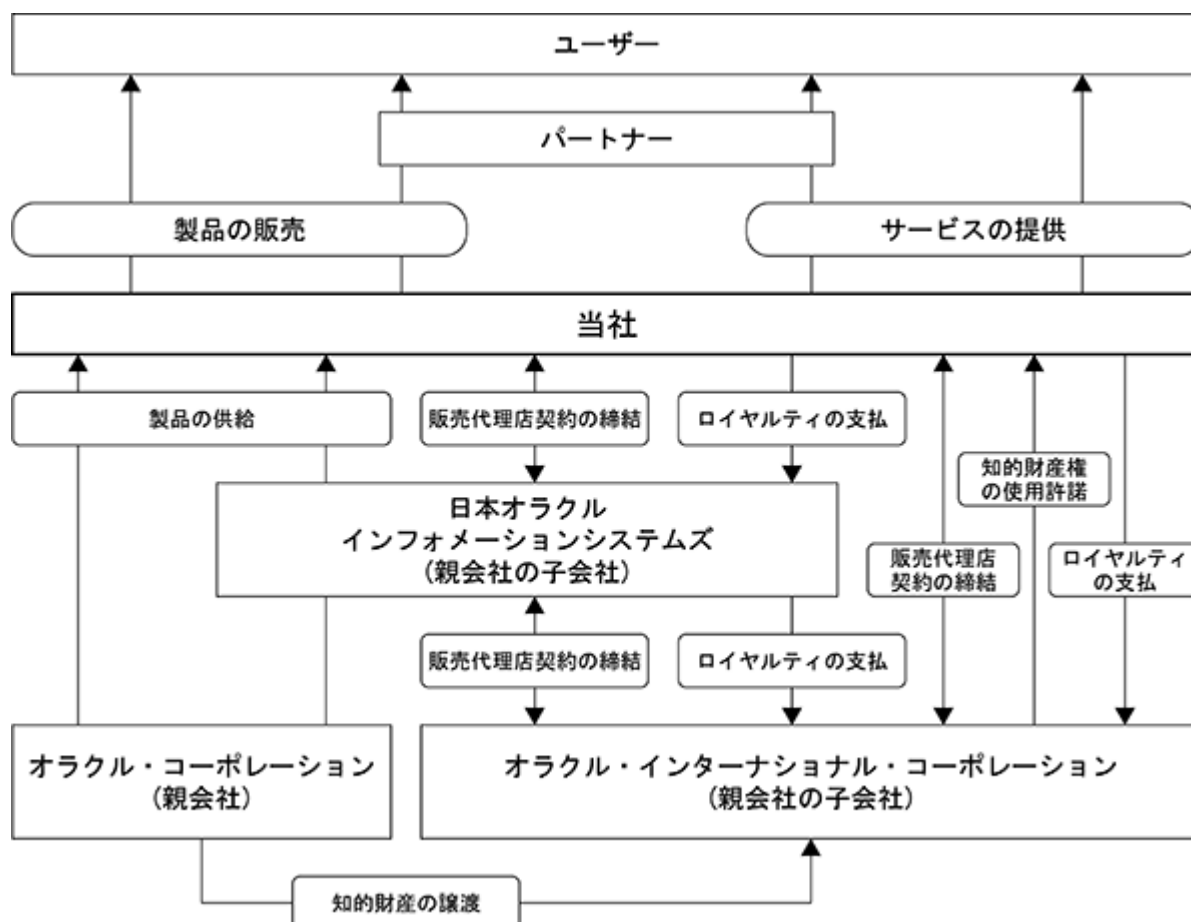 ユーザー
パートナー
製品の販売
サービスの提供
当社
製品の供給
販売代理店契約の締結
ロイヤルティの支払
知的財産権
の使用許諾
日本オラクル
インフォメーションシステムズ
(親会社の子会社)
販売代理店
契約の締結
ロイヤルティ
の支払
販売代理店契約の締結
ロイヤルティの支払
オラクル・コーポレーション
(親会社)
オラクル・インターナショナル・コーポレーション
(親会社の子会社)
知的財産の譲渡